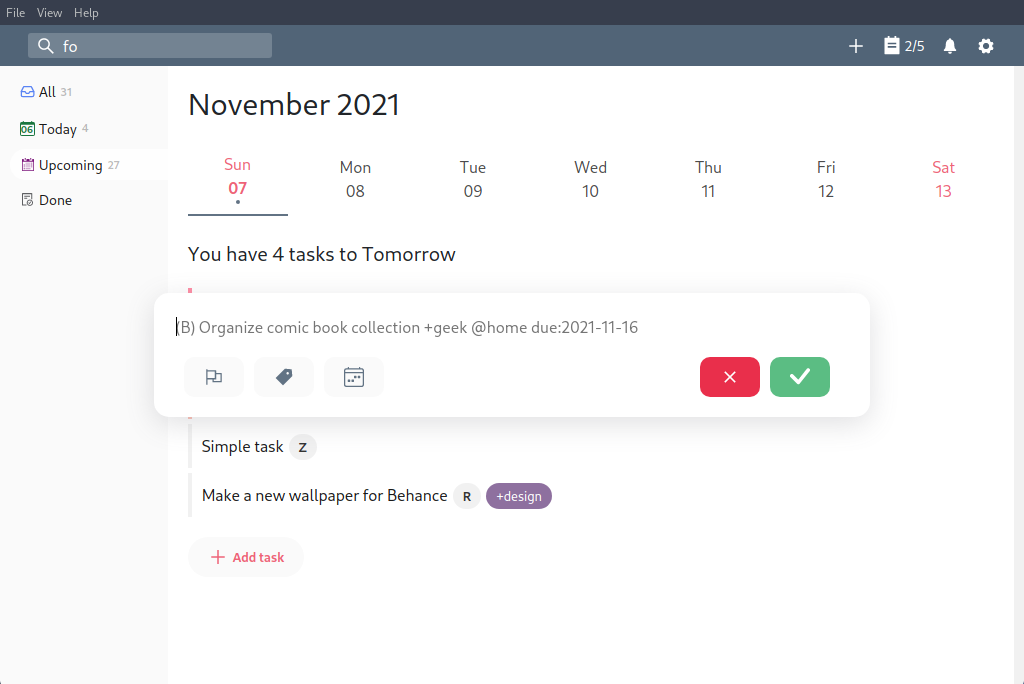 File View Help
fo
2/5
All 31
06 Today 4
Upcoming 27
Done
November 2021
Sun Mon Tue Wed Thu Fri Sat
07 08 09 10 11 12 13
You have 4 tasks to Tomorrow
(B) Organize comic book collection +geek @home due:2021-11-16
Simple task Z
Make a new wallpaper for Behance R +design
+ Add task